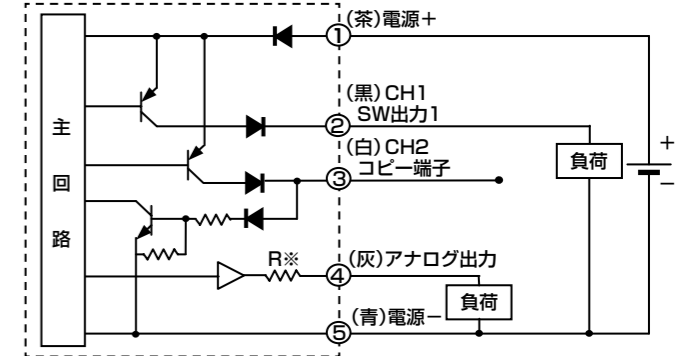 主
回
路
①
(茶)電源＋
②
(黒)CH1
SW出力1
③
(白)CH2
コピー端子
④
(灰)アナログ出力
R※
⑤
(青)電源－
負荷
負荷
＋
－